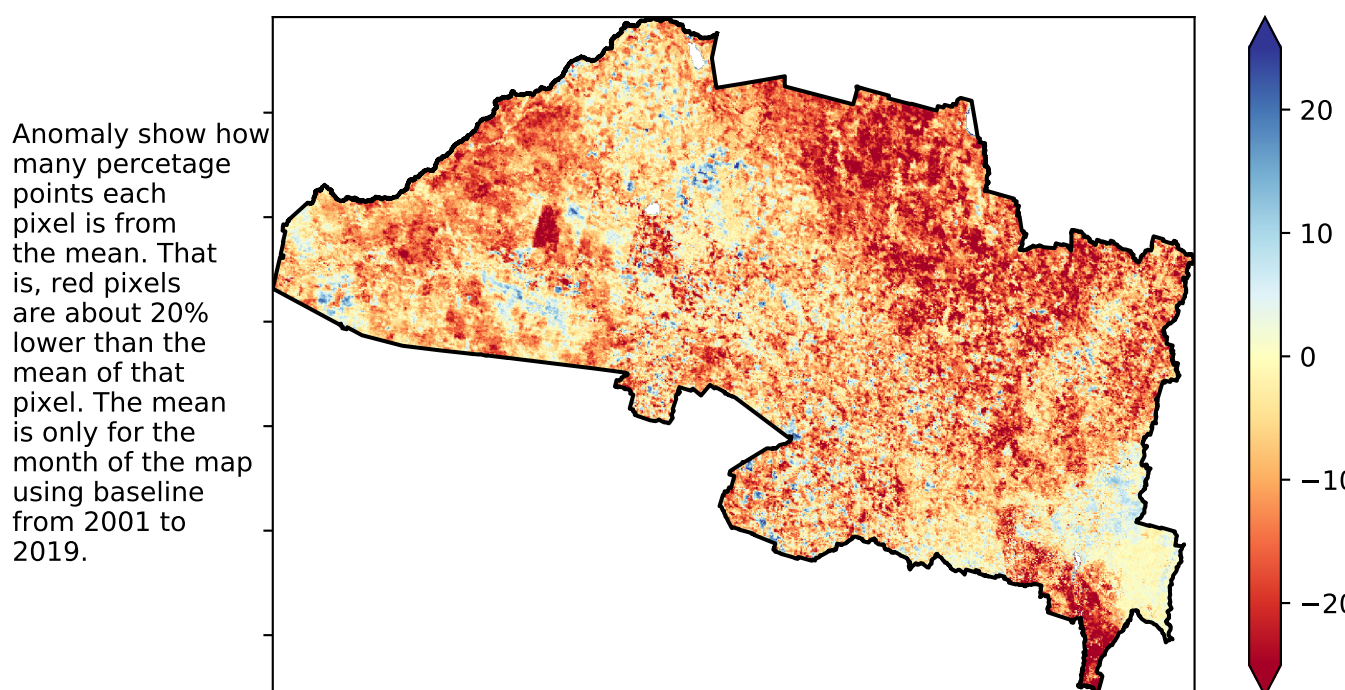 Anomaly show how
many percetage
points each
pixel is from
the mean. That
is, red pixels
are about 20%
lower than the
mean of that
pixel. The mean
is only for the
month of the map
using baseline
from 2001 to
2019.
20
10
0
−10
−20